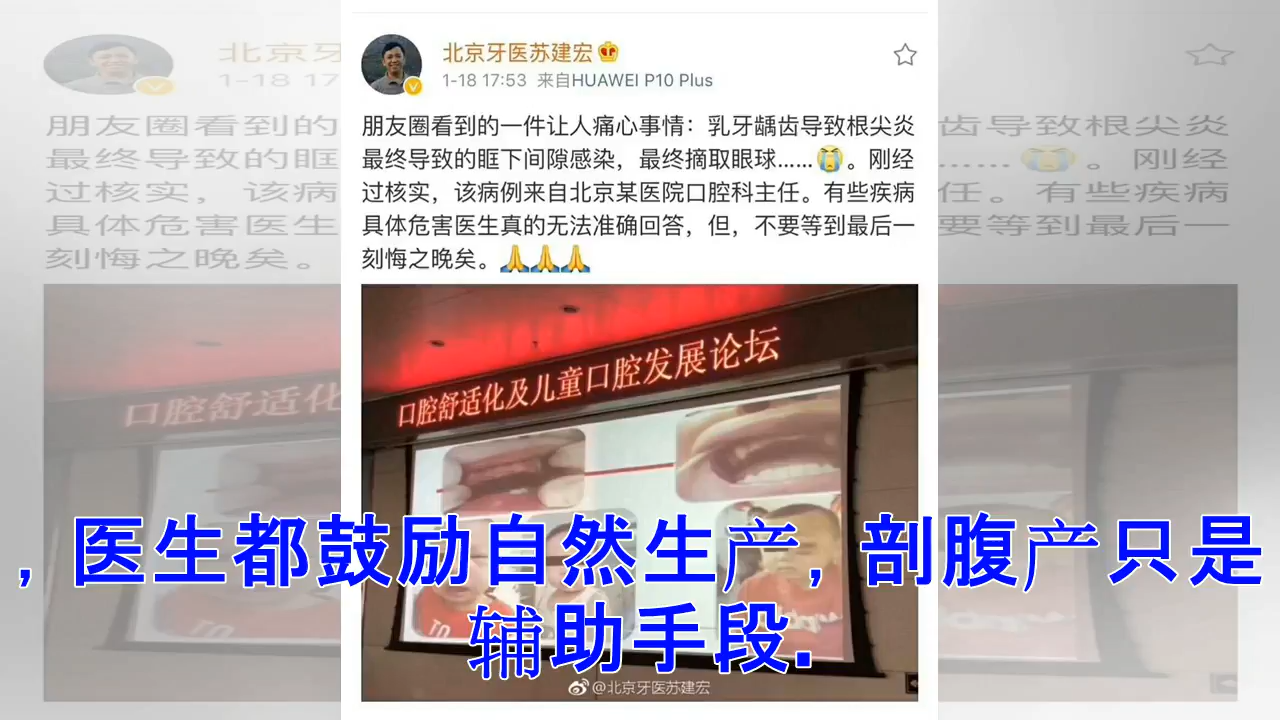 北京牙医苏建宏
1-18 17:53 来自HUAWEI P10 Plus
朋友圈看到的一件让人痛心事情：乳牙龋齿导致根尖炎
最终导致的眶下间隙感染，最终摘取眼球......😭。刚经
过核实，该病例来自北京某医院口腔科主任。有些疾病
具体危害医生真的无法准确回答，但，不要等到最后一
刻悔之晚矣。🙏🙏🙏
口腔舒适化及儿童口腔发展论坛
，医生都鼓励自然生产，剖腹产只是
辅助手段.
@北京牙医苏建宏